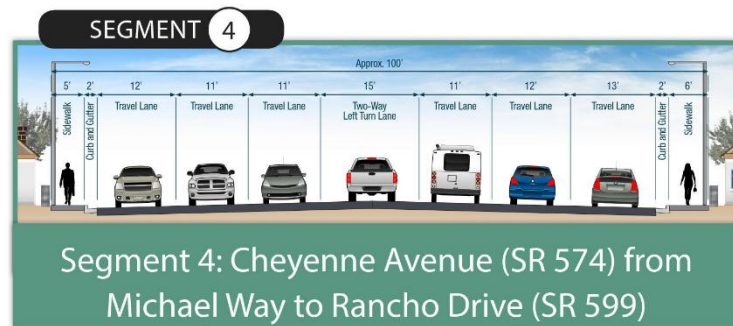 SEGMENT 4
Approx. 100'
5' 2' 12' 11' 11' 15' 11' 12' 13' 2' 6'
Sidewalk
Curb and Gutter
Travel Lane
Travel Lane
Travel Lane
Two-Way
Left Turn Lane
Travel Lane
Travel Lane
Travel Lane
Curb and Gutter
Sidewalk
Segment 4: Cheyenne Avenue (SR 574) from
Michael Way to Rancho Drive (SR 599)